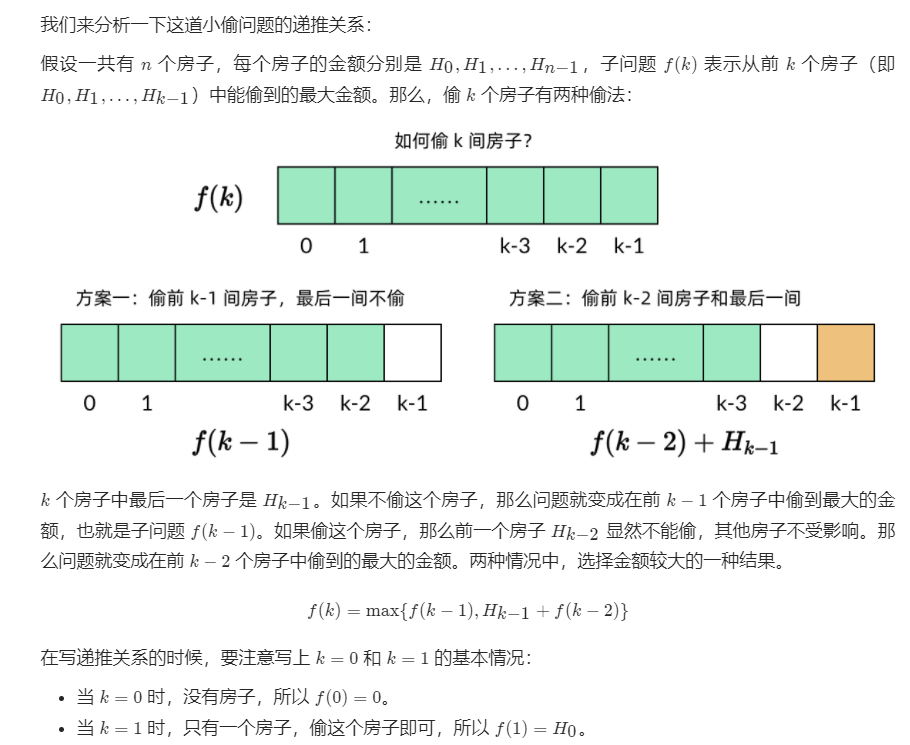 我们来分析一下这道小偷问题的递推关系：
假设一共有 n 个房子，每个房子的金额分别是 H₀, H₁, . . . , Hₙ₋₁，子问题 f(k) 表示从前 k 个房子（即
H₀, H₁, . . . , Hₖ₋₁）中能偷到的最大金额。那么，偷 k 个房子有两种偷法：
如何偷 k 间房子？
f(k)
......
0 1 k-3 k-2 k-1
方案一：偷前 k-1 间房子，最后一间不偷
......
0 1 k-3 k-2 k-1
f(k − 1)
方案二：偷前 k-2 间房子和最后一间
......
0 1 k-3 k-2 k-1
f(k − 2) + Hₖ₋₁
k 个房子中最后一个房子是 Hₖ₋₁。如果不偷这个房子，那么问题就变成在前 k − 1 个房子中偷到最大的金
额，也就是子问题 f(k − 1)。如果偷这个房子，那么前一个房子 Hₖ₋₂ 显然不能偷，其他房子不受影响。那
么问题就变成在前 k − 2 个房子中偷到的最大的金额。两种情况中，选择金额较大的一种结果。
f(k) = max{f(k − 1), Hₖ₋₁ + f(k − 2)}
在写递推关系的时候，要注意写上 k = 0 和 k = 1 的基本情况：
• 当 k = 0 时，没有房子，所以 f(0) = 0。
• 当 k = 1 时，只有一个房子，偷这个房子即可，所以 f(1) = H₀。